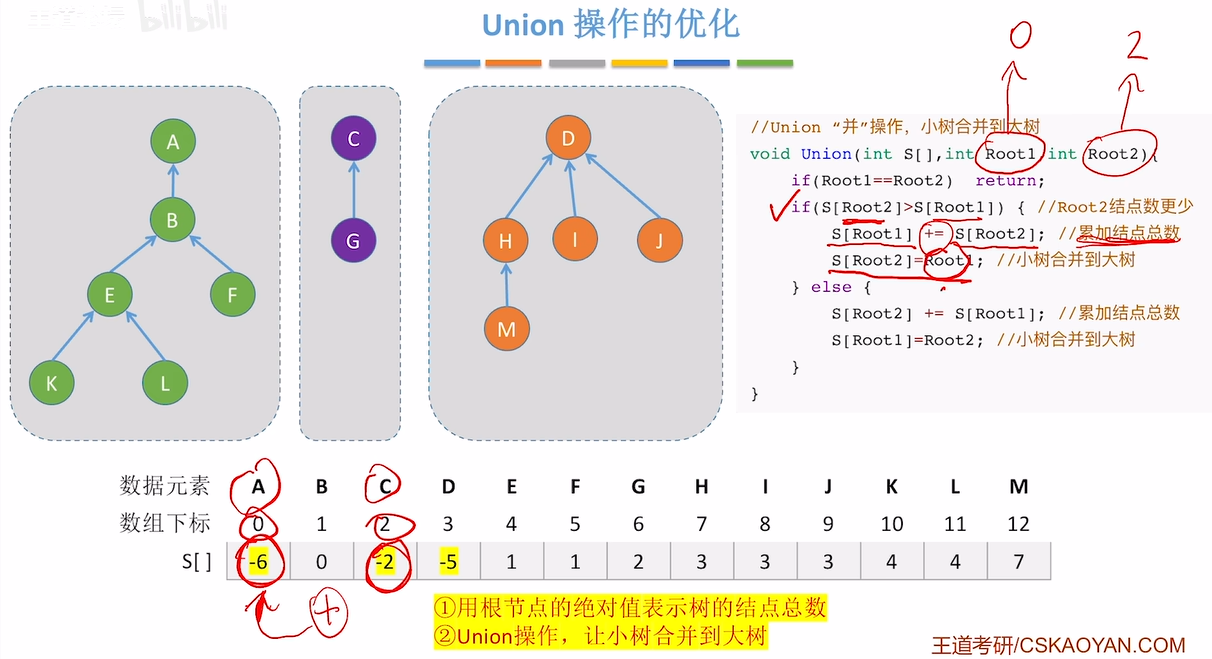 bilibili
Union 操作的优化
0
2
A
B
E
F
K
L
C
G
D
H
I
J
M
//Union “并”操作，小树合并到大树
void Union(int S[],int Root1,int Root2){
if(Root1==Root2) return;
if(S[Root2]>S[Root1]) { //Root2结点数更少
S[Root1] += S[Root2]; //累加结点总数
S[Root2]=Root1; //小树合并到大树
} else {
S[Root2] += S[Root1]; //累加结点总数
S[Root1]=Root2; //小树合并到大树
}
}
数据元素 A B C D E F G H I J K L M
数组下标 0 1 2 3 4 5 6 7 8 9 10 11 12
S[] -6 0 -2 -5 1 1 2 3 3 3 4 4 7
+
①用根节点的绝对值表示树的结点总数
②Union操作，让小树合并到大树
王道考研/CSKAOYAN.COM